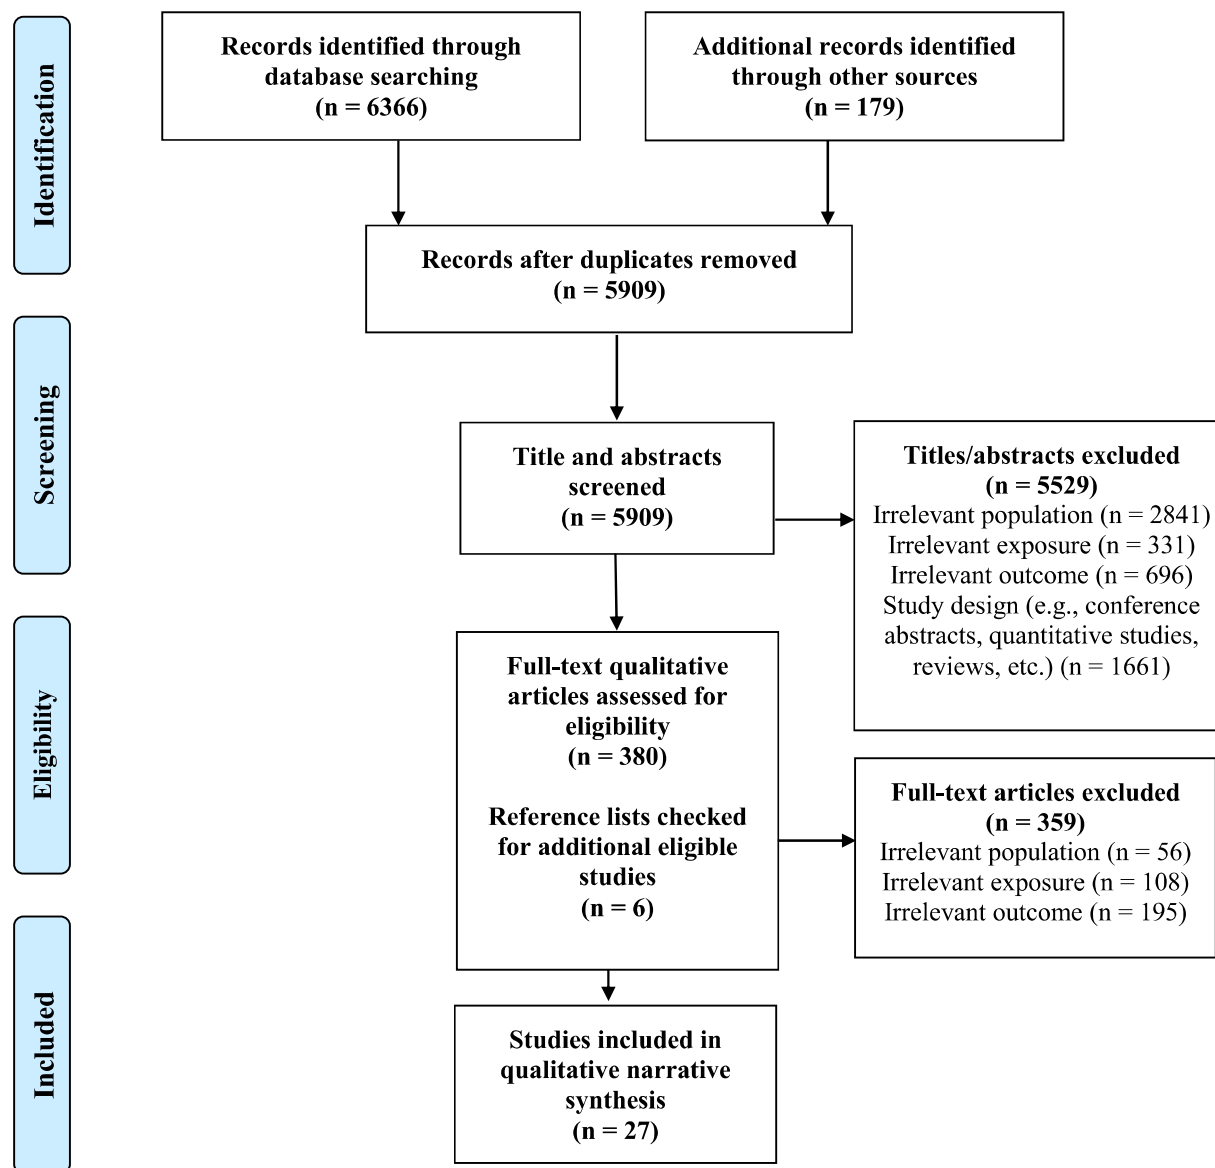 Identification
Records identified through
database searching
(n = 6366)
Additional records identified
through other sources
(n = 179)
Records after duplicates removed
(n = 5909)
Screening
Title and abstracts
screened
(n = 5909)
Titles/abstracts excluded
(n = 5529)
Irrelevant population (n = 2841)
Irrelevant exposure (n = 331)
Irrelevant outcome (n = 696)
Study design (e.g., conference
abstracts, quantitative studies,
reviews, etc.) (n = 1661)
Eligibility
Full-text qualitative
articles assessed for
eligibility
(n = 380)
Reference lists checked
for additional eligible
studies
(n = 6)
Full-text articles excluded
(n = 359)
Irrelevant population (n = 56)
Irrelevant exposure (n = 108)
Irrelevant outcome (n = 195)
Included
Studies included in
qualitative narrative
synthesis
(n = 27)